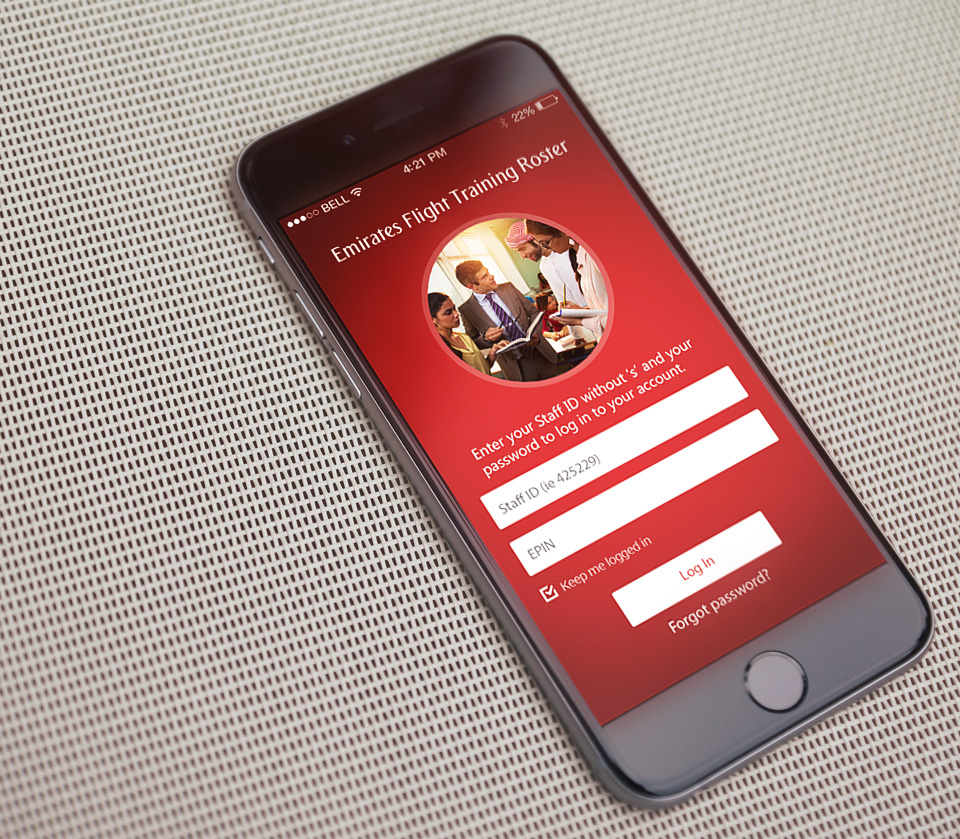 BELL 4:21 PM 22%
Emirates Flight Training Roster
Enter your Staff ID without 's' and your
password to log in to your account.
Staff ID (ie 425229)
EPIN
Keep me logged in
Log In
Forgot password?